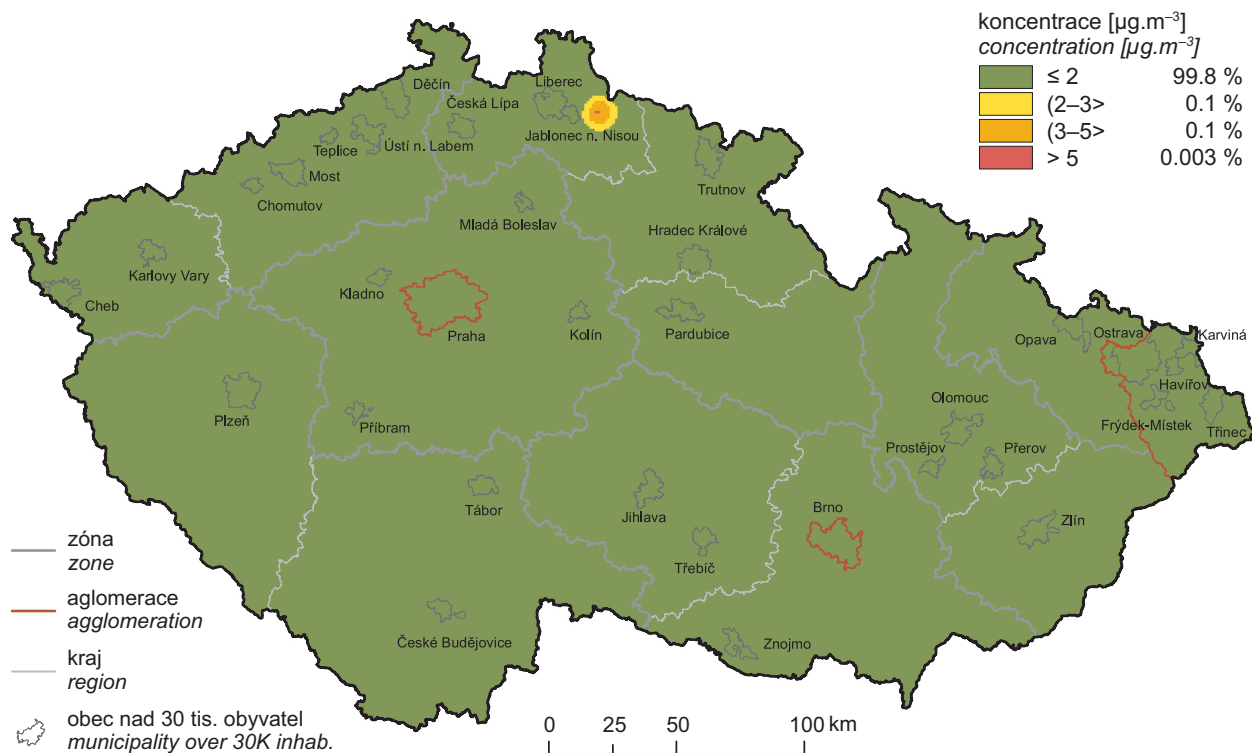 koncentrace [µg.m⁻³]
concentration [µg.m⁻³]
≤ 2 99.8 %
(2–3> 0.1 %
(3–5> 0.1 %
> 5 0.003 %
Děčín
Liberec
Česká Lípa
Jablonec n. Nisou
Teplice
Ústí n. Labem
Most
Chomutov
Trutnov
Mladá Boleslav
Hradec Králové
Karlovy Vary
Kladno
Cheb
Praha
Kolín
Pardubice
Opava
Ostrava
Karviná
Havířov
Plzeň
Příbram
Olomouc
Frýdek-Místek
Třinec
Prostějov
Přerov
Tábor
Jihlava
Brno
Zlín
Třebíč
České Budějovice
Znojmo
zóna
zone
aglomerace
agglomeration
kraj
region
obec nad 30 tis. obyvatel
municipality over 30K inhab.
0 25 50 100 km